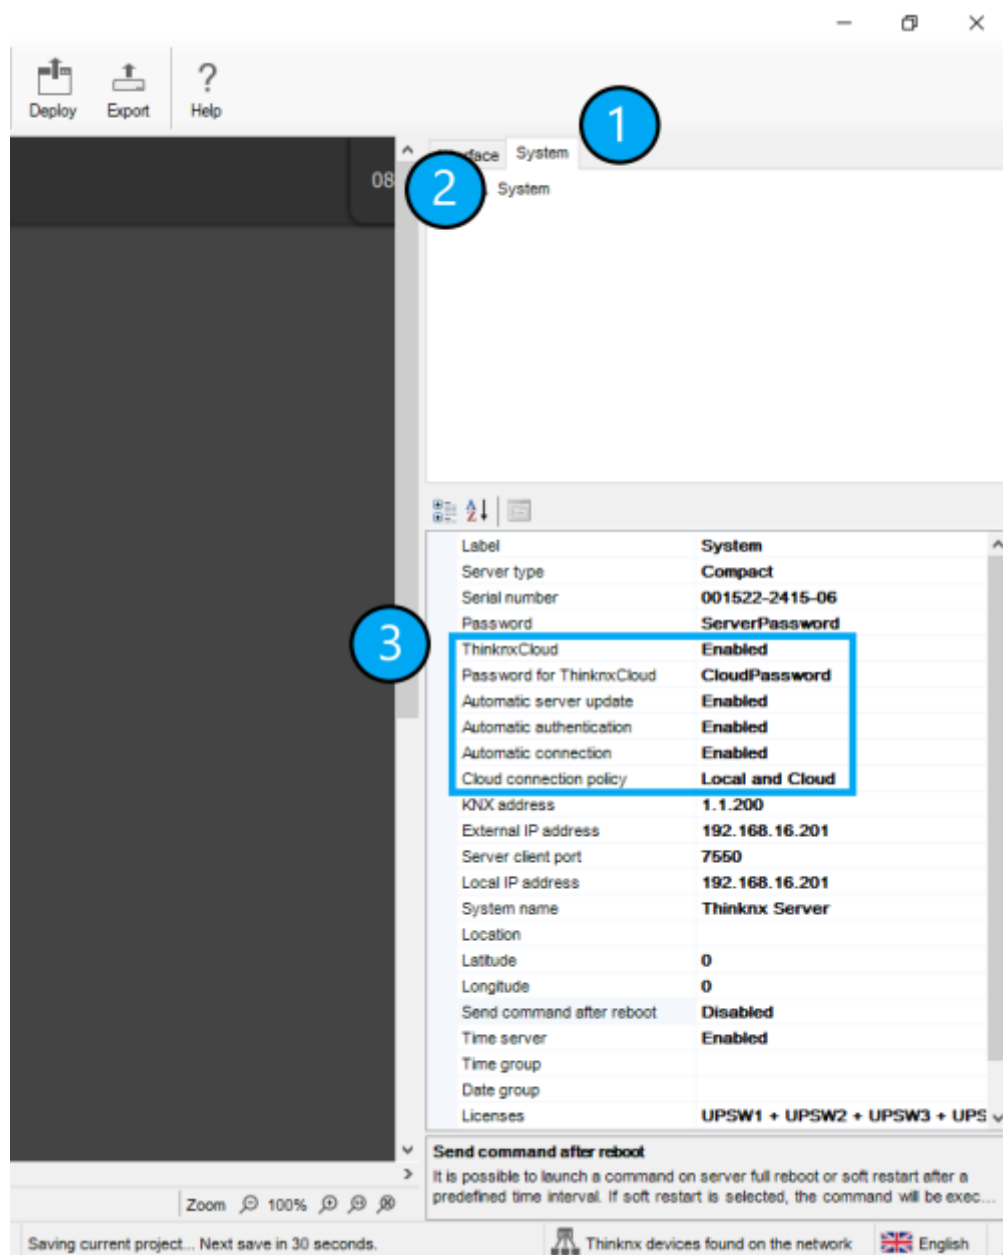 Deploy Export Help
1
rface System
08
2 System
Label System
Server type Compact
Serial number 001522-2415-06
Password ServerPassword
3
ThinknxCloud Enabled
Password for ThinknxCloud CloudPassword
Automatic server update Enabled
Automatic authentication Enabled
Automatic connection Enabled
Cloud connection policy Local and Cloud
KNX address 1.1.200
External IP address 192.168.16.201
Server client port 7550
Local IP address 192.168.16.201
System name Thinknx Server
Location
Latitude 0
Longitude 0
Send command after reboot Disabled
Time server Enabled
Time group
Date group
Licenses UPSW1 + UPSW2 + UPSW3 + UPS
Send command after reboot
It is possible to launch a command on server full reboot or soft restart after a
predefined time interval. If soft restart is selected, the command will be exec...
Zoom 100%
Saving current project... Next save in 30 seconds. Thinknx devices found on the network English